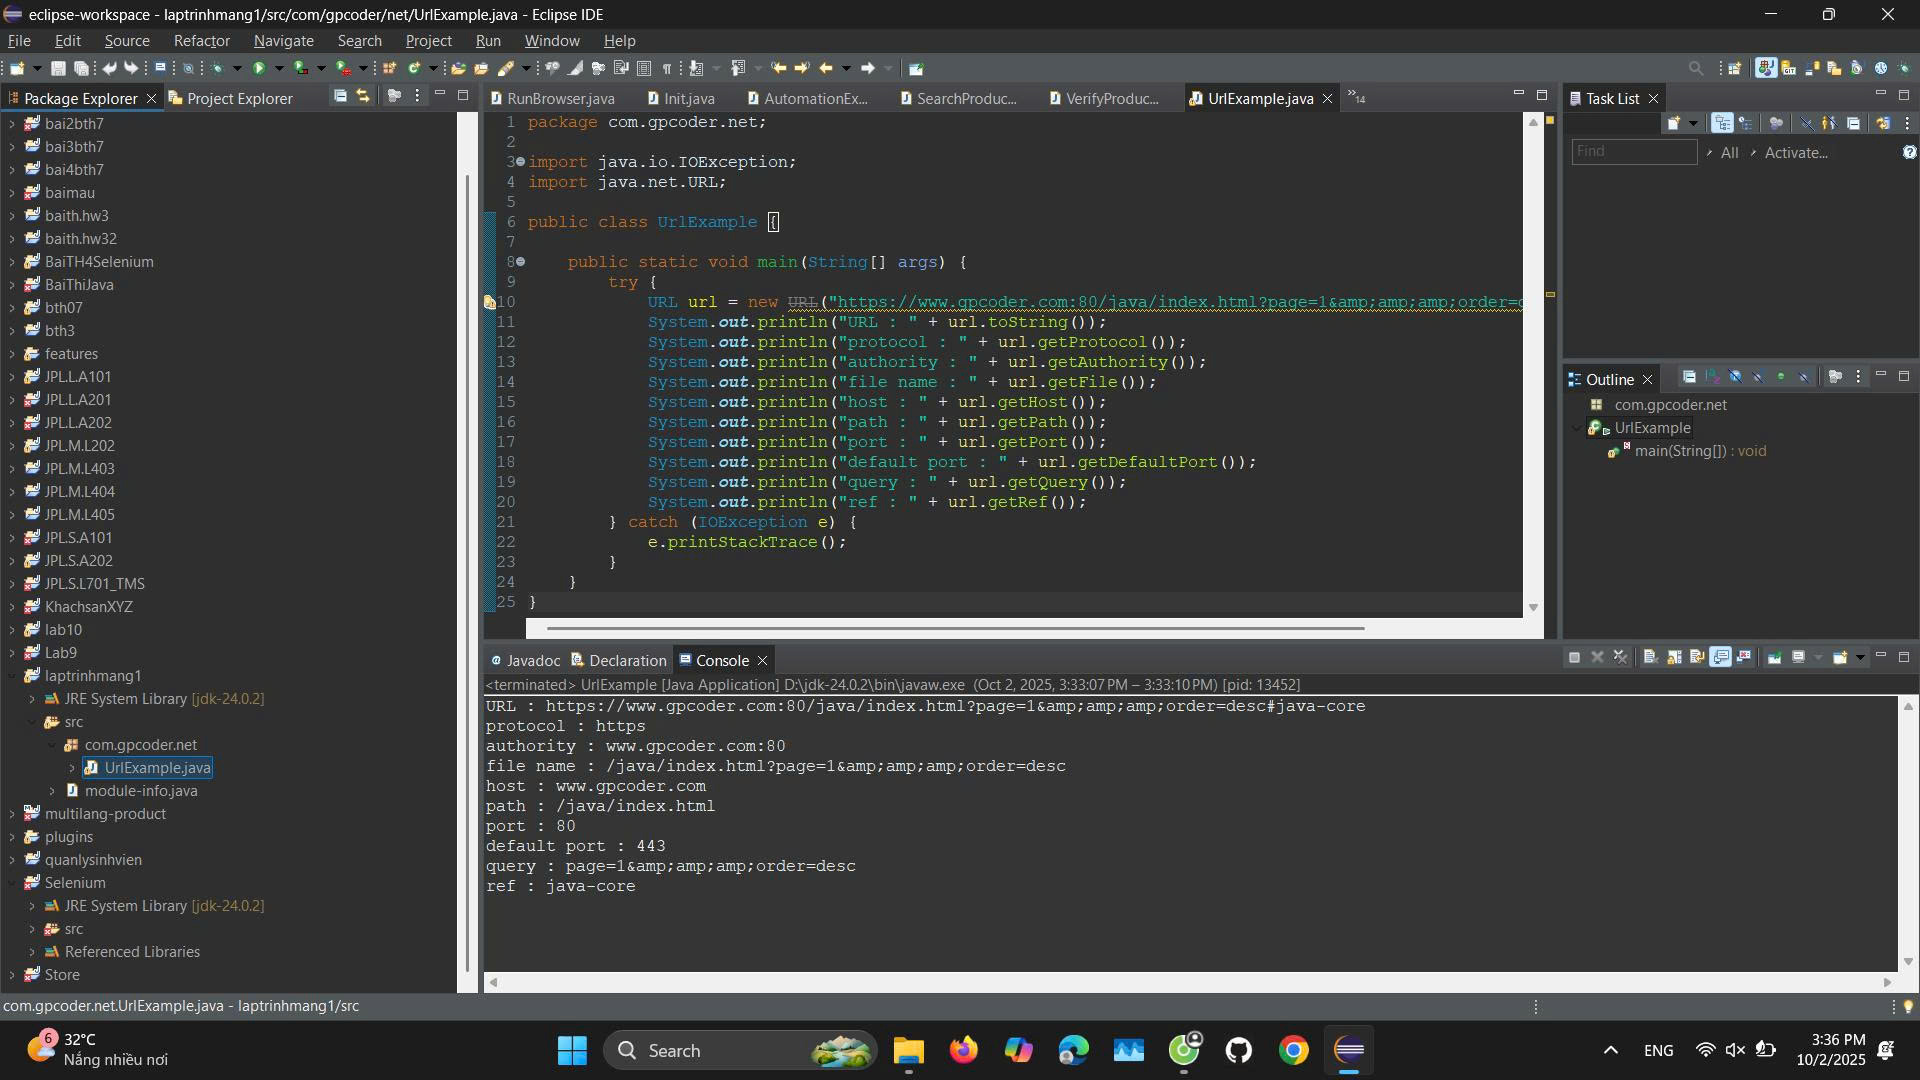 eclipse-workspace - laptrinhmang1/src/com/gpcoder/net/UrlExample.java - Eclipse IDE
File Edit Source Refactor Navigate Search Project Run Window Help
Package Explorer Project Explorer
bai2bth7
bai3bth7
bai4bth7
baimau
baith.hw3
baith.hw32
BaiTH4Selenium
BaiThiJava
bth07
bth3
features
JPL.L.A101
JPL.L.A201
JPL.L.A202
JPL.M.L202
JPL.M.L403
JPL.M.L404
JPL.M.L405
JPL.S.A101
JPL.S.A202
JPL.S.L701_TMS
KhachsanXYZ
lab10
Lab9
laptrinhmang1
JRE System Library [jdk-24.0.2]
src
com.gpcoder.net
UrlExample.java
module-info.java
multilang-product
plugins
quanlysinhvien
Selenium
JRE System Library [jdk-24.0.2]
src
Referenced Libraries
Store
RunBrowser.java Init.java AutomationEx... SearchProduc... VerifyProduc... UrlExample.java 14
1 package com.gpcoder.net;
2
3 import java.io.IOException;
4 import java.net.URL;
5
6 public class UrlExample {
7
8 public static void main(String[] args) {
9 try {
10 URL url = new URL("https://www.gpcoder.com:80/java/index.html?page=1&amp;amp;amp;order=
11 System.out.println("URL : " + url.toString());
12 System.out.println("protocol : " + url.getProtocol());
13 System.out.println("authority : " + url.getAuthority());
14 System.out.println("file name : " + url.getFile());
15 System.out.println("host : " + url.getHost());
16 System.out.println("path : " + url.getPath());
17 System.out.println("port : " + url.getPort());
18 System.out.println("default port : " + url.getDefaultPort());
19 System.out.println("query : " + url.getQuery());
20 System.out.println("ref : " + url.getRef());
21 } catch (IOException e) {
22 e.printStackTrace();
23 }
24 }
25 }
Task List
Find All Activate...
Outline
com.gpcoder.net
UrlExample
main(String[]) : void
Javadoc Declaration Console
<terminated> UrlExample [Java Application] D:\jdk-24.0.2\bin\javaw.exe (Oct 2, 2025, 3:33:07 PM – 3:33:10 PM) [pid: 13452]
URL : https://www.gpcoder.com:80/java/index.html?page=1&amp;amp;amp;order=desc#java-core
protocol : https
authority : www.gpcoder.com:80
file name : /java/index.html?page=1&amp;amp;amp;order=desc
host : www.gpcoder.com
path : /java/index.html
port : 80
default port : 443
query : page=1&amp;amp;amp;order=desc
ref : java-core
com.gpcoder.net.UrlExample.java - laptrinhmang1/src
6
32°C
Nắng nhiều nơi
Search
ENG
3:36 PM
10/2/2025